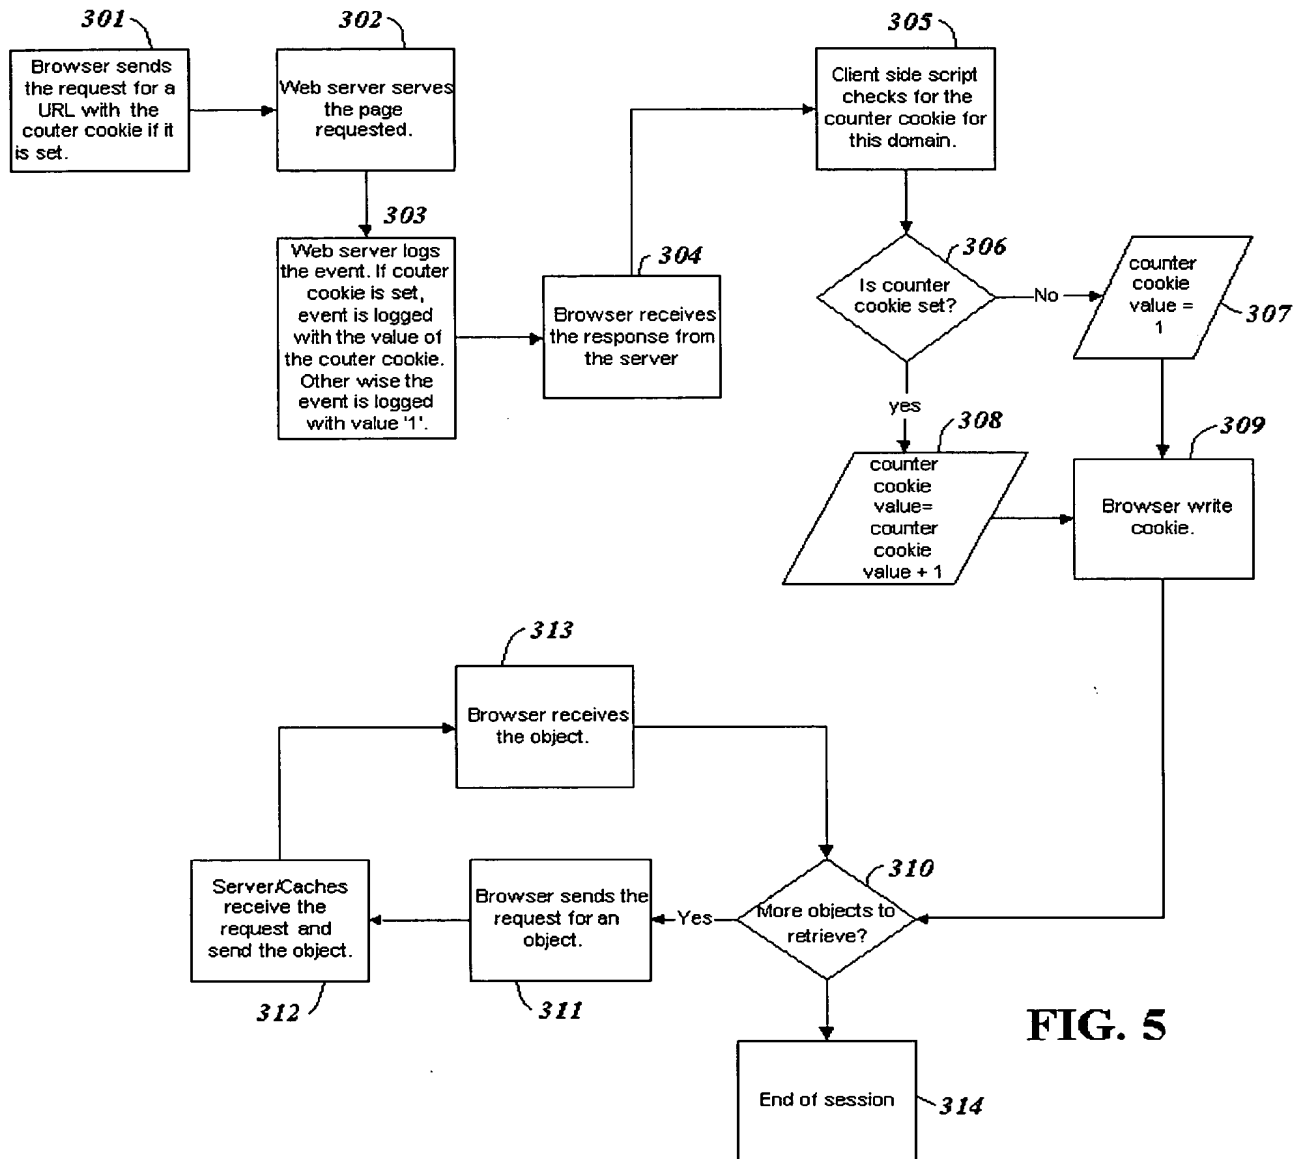 301
Browser sends
the request for a
URL with the
couter cookie if it
is set.
302
Web server serves
the page
requested.
303
Web server logs
the event. If couter
cookie is set,
event is logged
with the value of
the couter cookie.
Other wise the
event is logged
with value '1'.
304
Browser receives
the response from
the server
305
Client side script
checks for the
counter cookie for
this domain.
306
Is counter
cookie set?
No
counter
cookie
value =
1
307
yes
308
counter
cookie
value=
counter
cookie
value + 1
309
Browser write
cookie.
313
Browser receives
the object.
310
More objects to
retrieve?
Yes
Browser sends the
request for an
object.
311
Server/Caches
receive the
request and
send the object.
312
End of session
314
FIG. 5